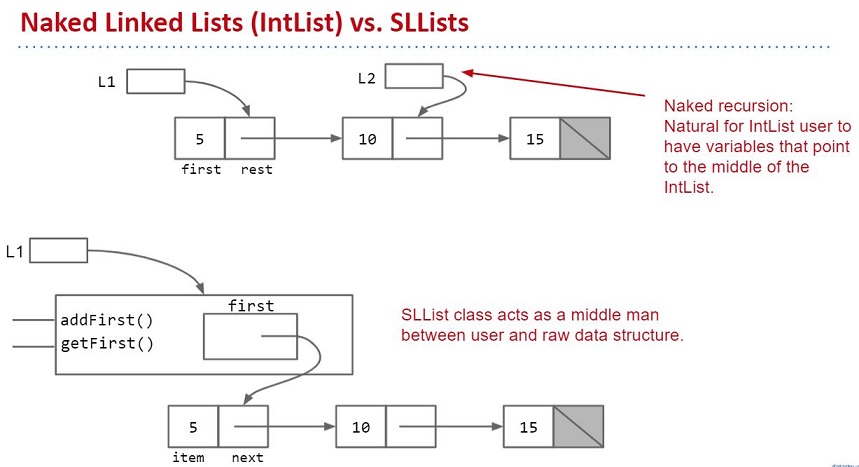 Naked Linked Lists (IntList) vs. SLLists
L1
L2
5
10
15
first rest
Naked recursion:
Natural for IntList user to
have variables that point
to the middle of the
IntList.
L1
first
addFirst()
getFirst()
SLList class acts as a middle man
between user and raw data structure.
5
10
15
item next